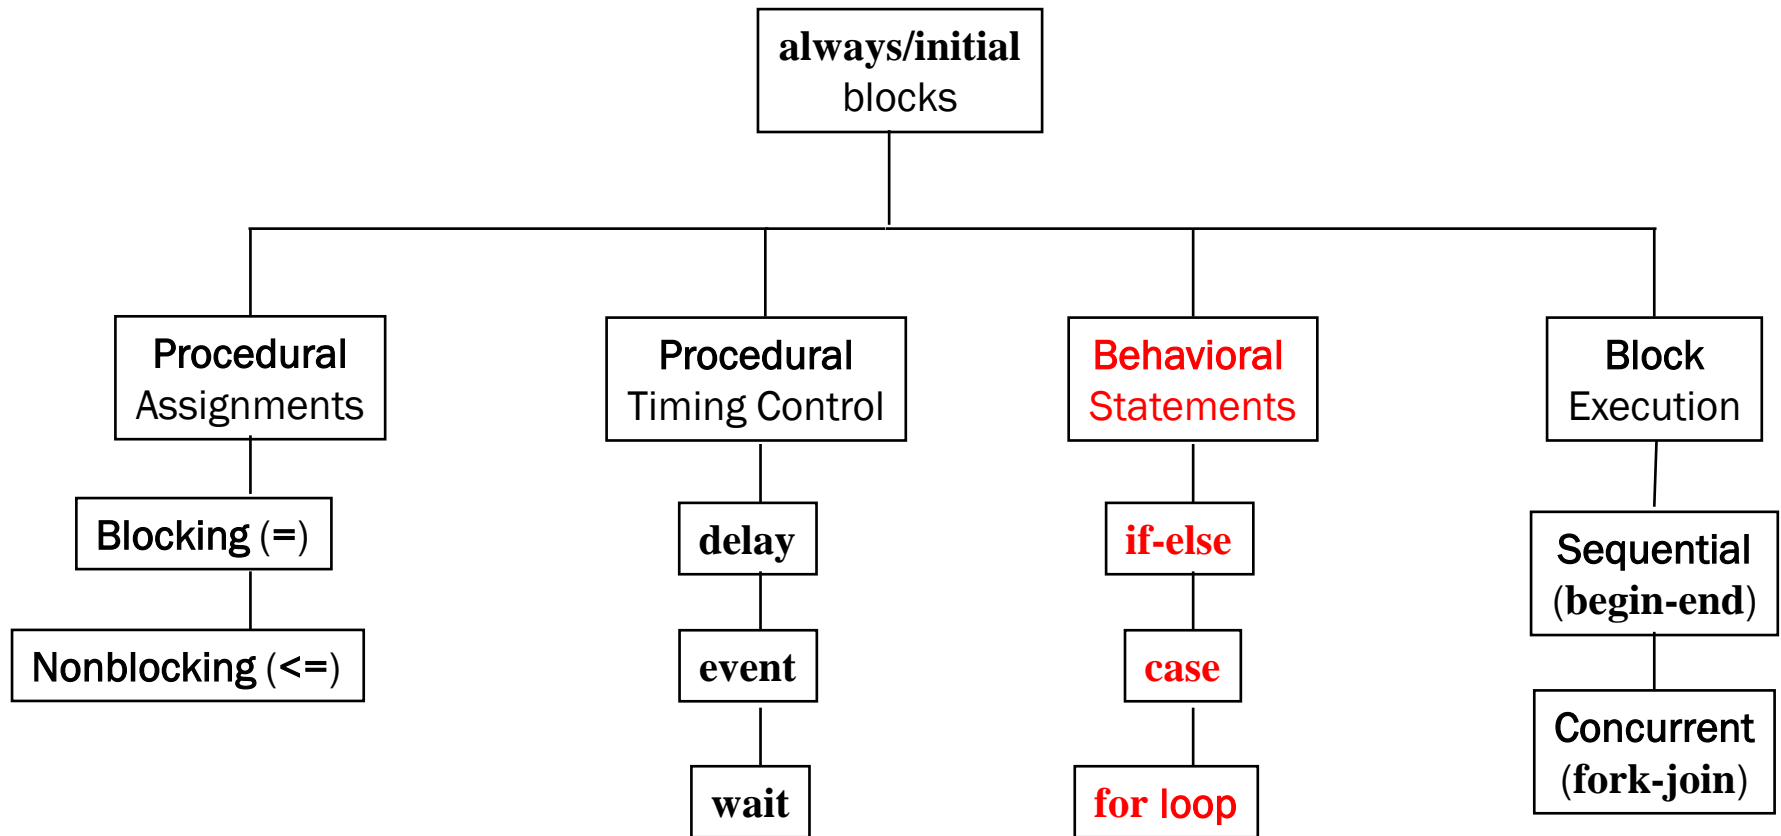 always/initial
blocks
Procedural
Assignments
Blocking (=)
Nonblocking (<=)
Procedural
Timing Control
delay
event
wait
Behavioral
Statements
if-else
case
for loop
Block
Execution
Sequential
(begin-end)
Concurrent
(fork-join)